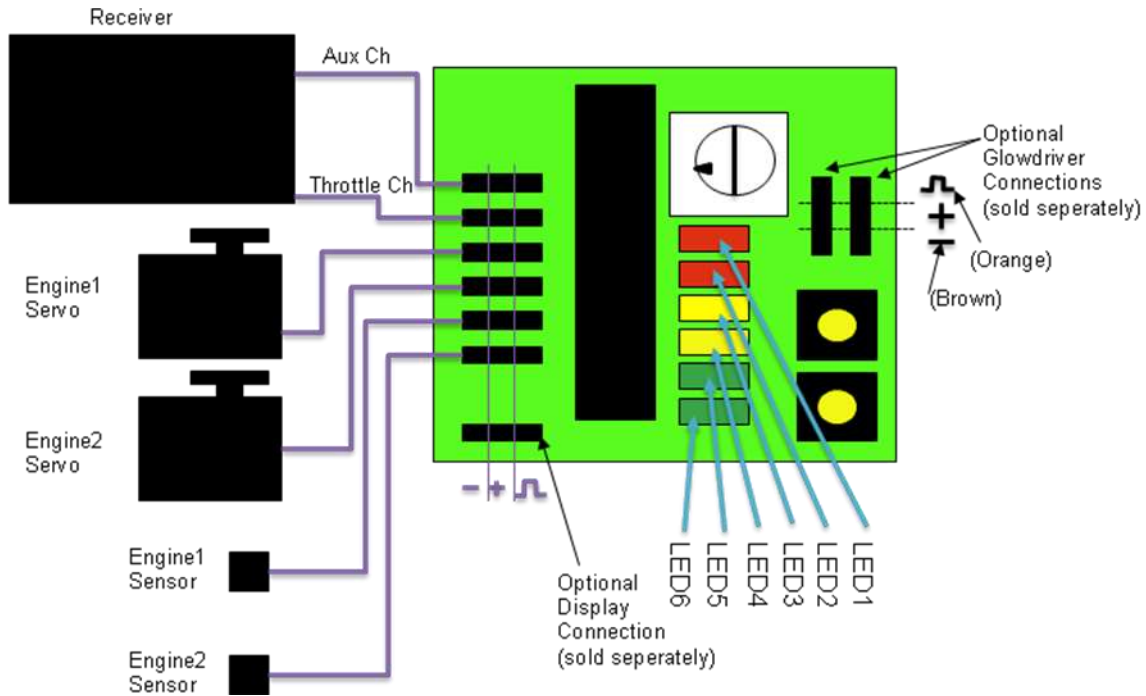 Receiver
Aux Ch
Throttle Ch
Engine1
Servo
Engine2
Servo
Engine1
Sensor
Engine2
Sensor
Optional
Glowdriver
Connections
(sold seperately)
+
−
(Orange)
(Brown)
− +
Optional
Display
Connection
(sold seperately)
LED6
LED5
LED4
LED3
LED2
LED1